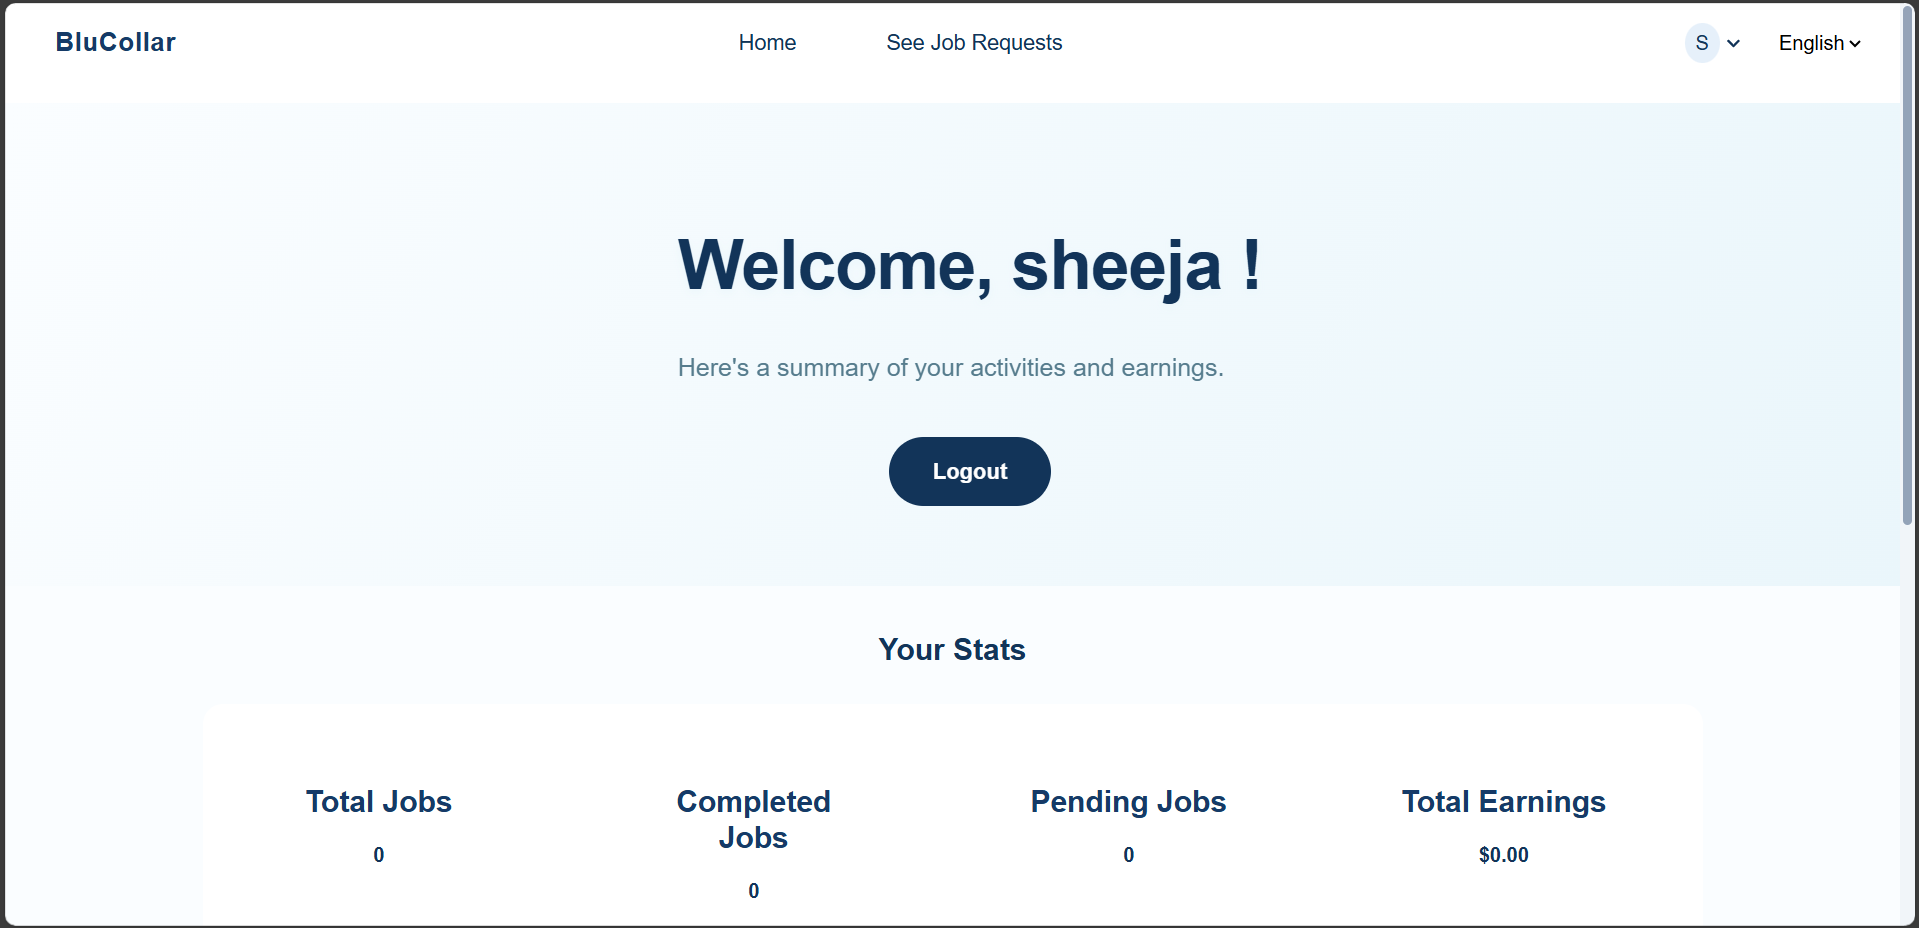 BluCollar
Home
See Job Requests
S
English
Welcome, sheeja !
Here's a summary of your activities and earnings.
Logout
Your Stats
Total Jobs
0
Completed
Jobs
0
Pending Jobs
0
Total Earnings
$0.00